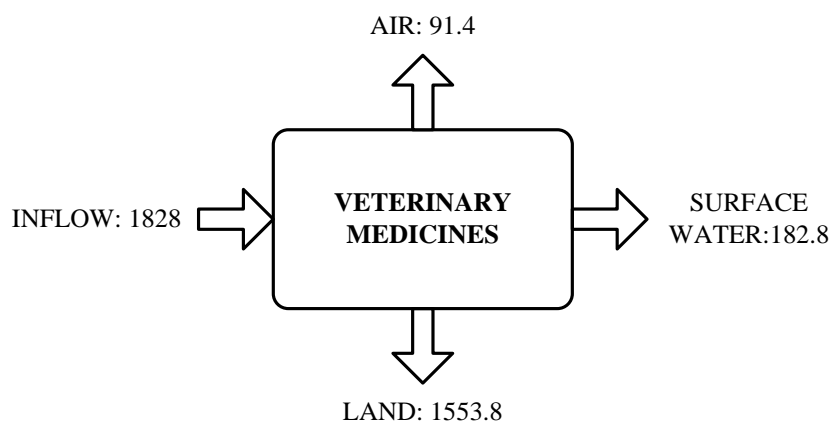 AIR: 91.4
INFLOW: 1828
VETERINARY
MEDICINES
SURFACE
WATER:182.8
LAND: 1553.8